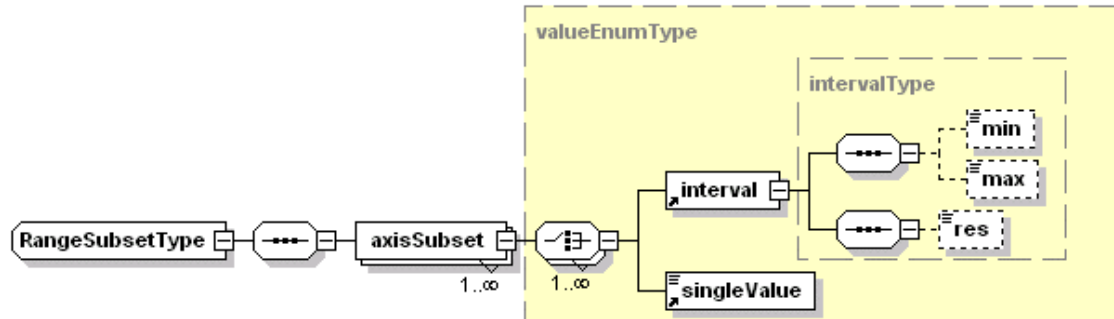 valueEnumType
intervalType
min
interval
max
RangeSubsetType
axisSubset
1..∞
1..∞
res
singleValue